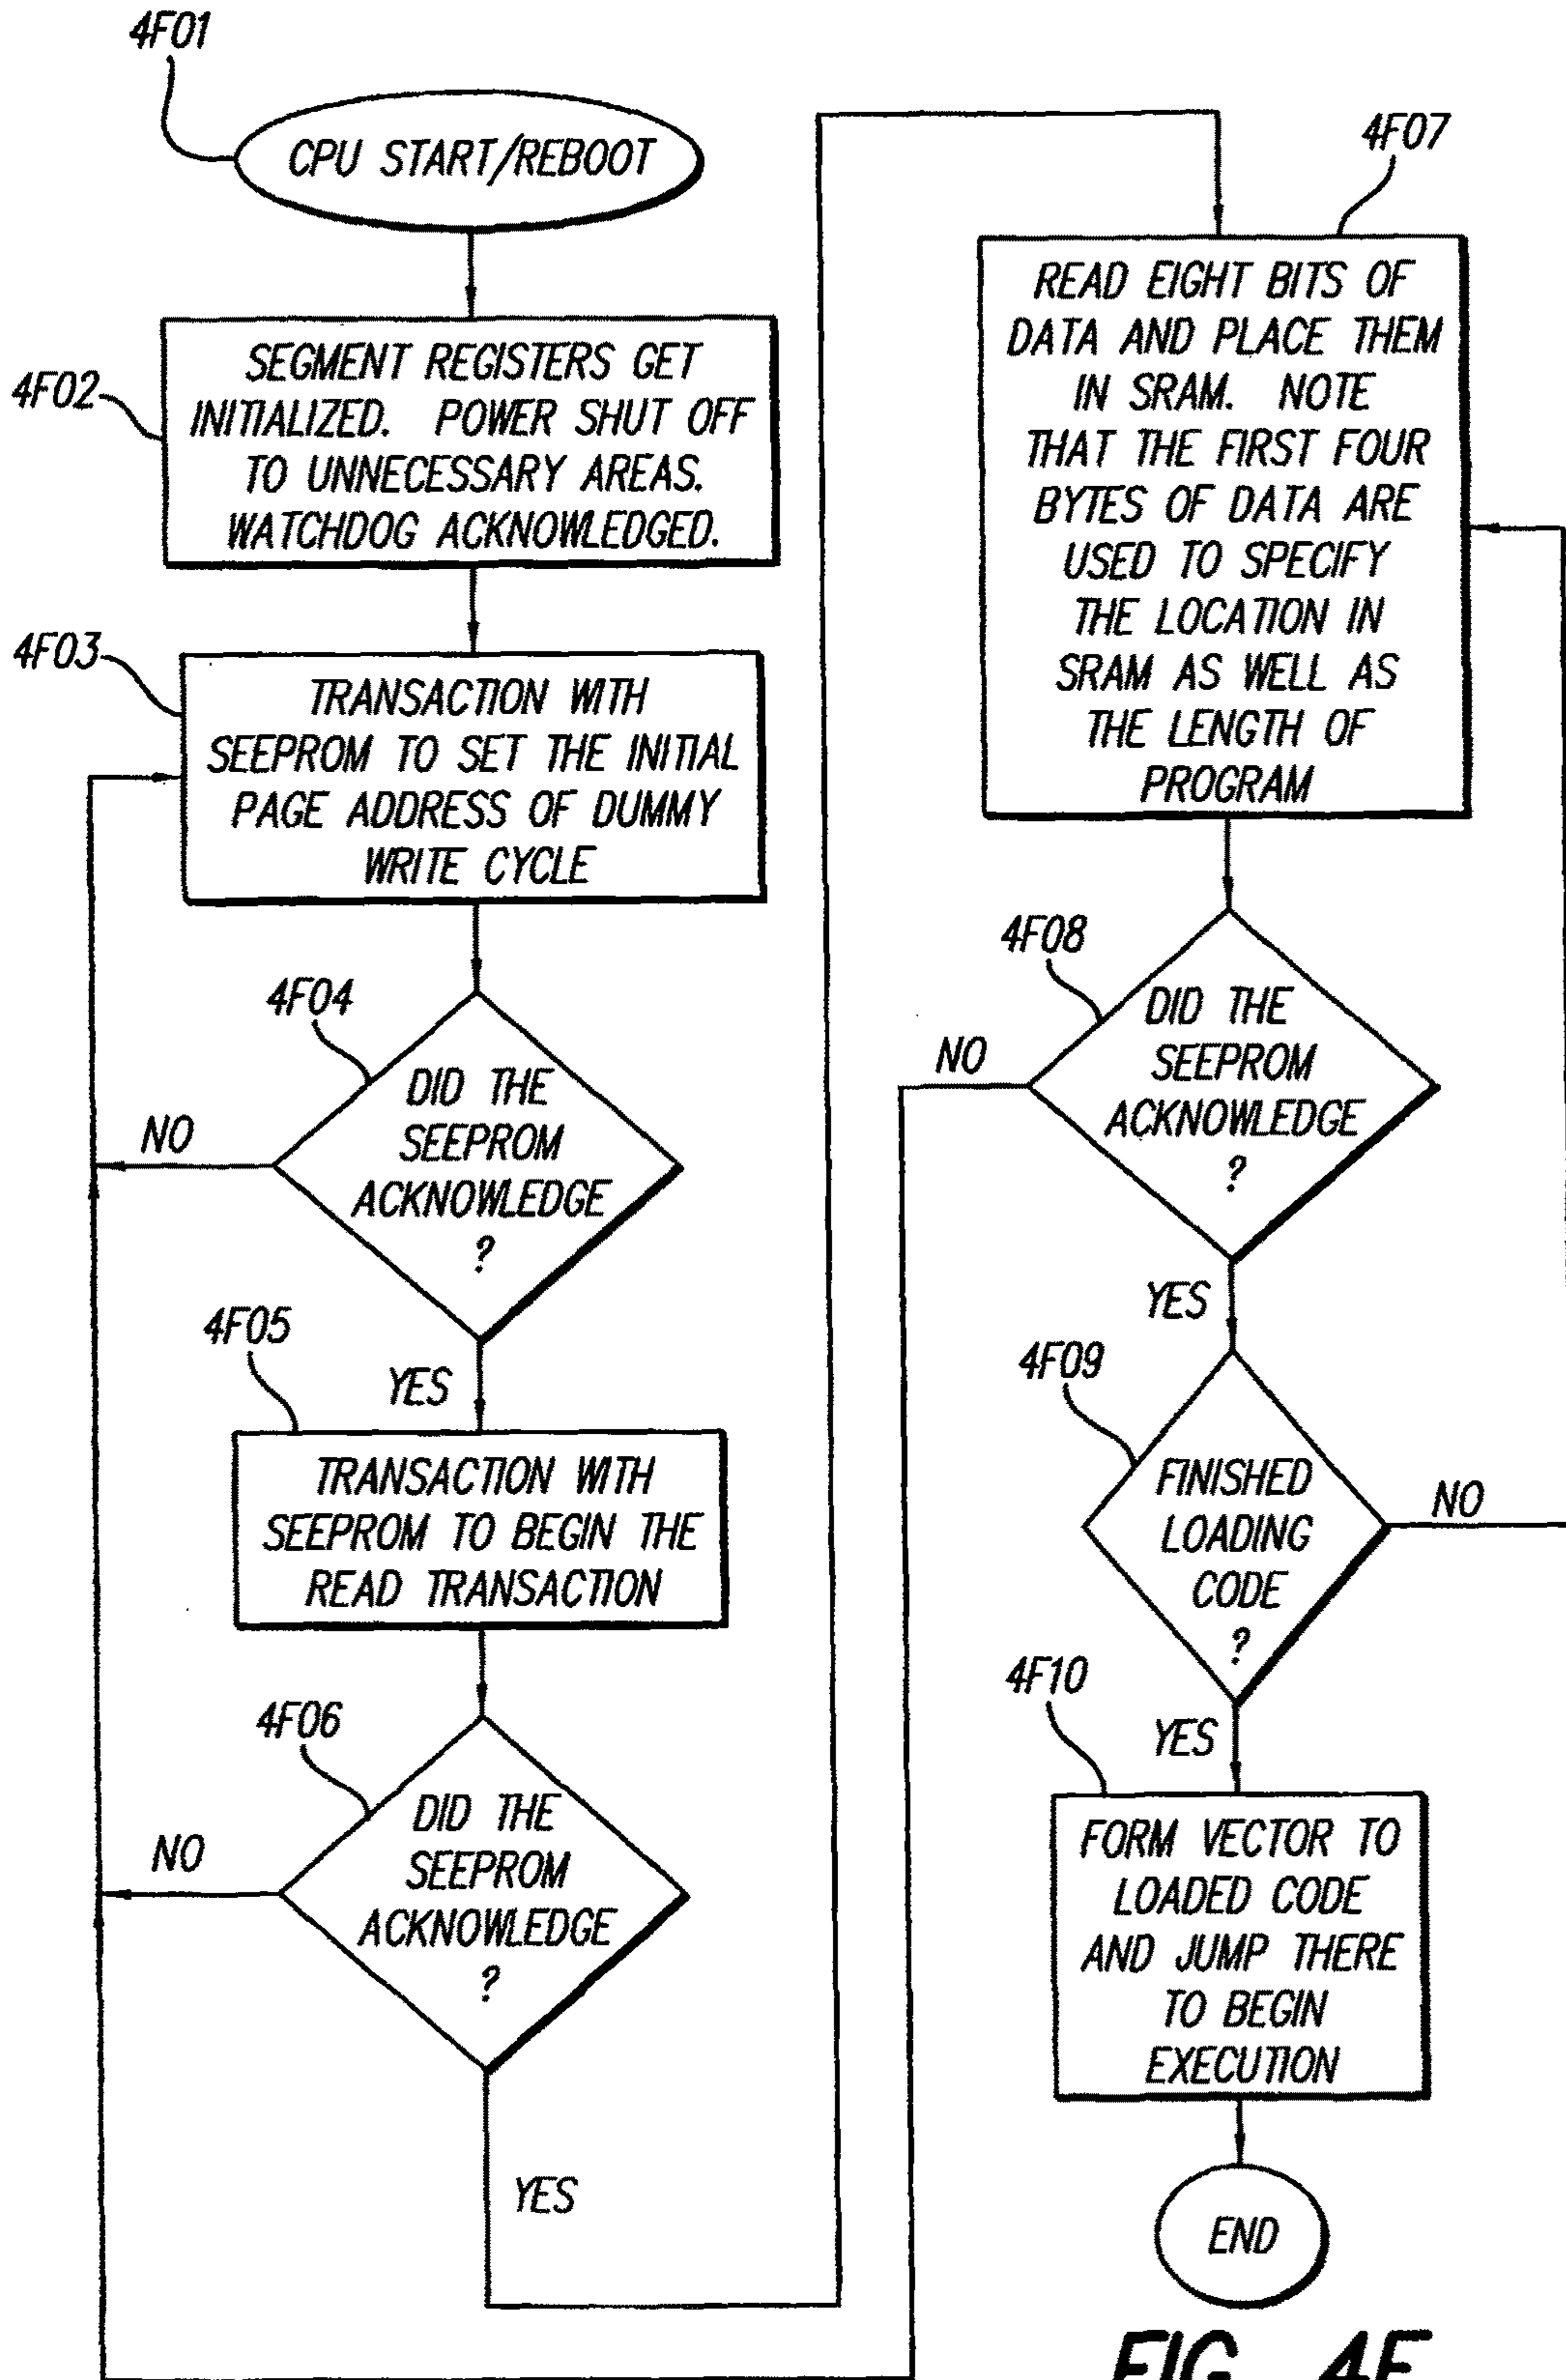 4F01
CPU START/REBOOT
4F02
SEGMENT REGISTERS GET
INITIALIZED. POWER SHUT OFF
TO UNNECESSARY AREAS.
WATCHDOG ACKNOWLEDGED.
4F03
TRANSACTION WITH
SEEPROM TO SET THE INITIAL
PAGE ADDRESS OF DUMMY
WRITE CYCLE
4F04
DID THE
SEEPROM
ACKNOWLEDGE
?
NO
YES
4F05
TRANSACTION WITH
SEEPROM TO BEGIN THE
READ TRANSACTION
4F06
DID THE
SEEPROM
ACKNOWLEDGE
?
NO
YES
4F07
READ EIGHT BITS OF
DATA AND PLACE THEM
IN SRAM. NOTE
THAT THE FIRST FOUR
BYTES OF DATA ARE
USED TO SPECIFY
THE LOCATION IN
SRAM AS WELL AS
THE LENGTH OF
PROGRAM
4F08
DID THE
SEEPROM
ACKNOWLEDGE
?
NO
YES
4F09
FINISHED
LOADING
CODE
?
NO
YES
4F10
FORM VECTOR TO
LOADED CODE
AND JUMP THERE
TO BEGIN
EXECUTION
END
FIG. 4F